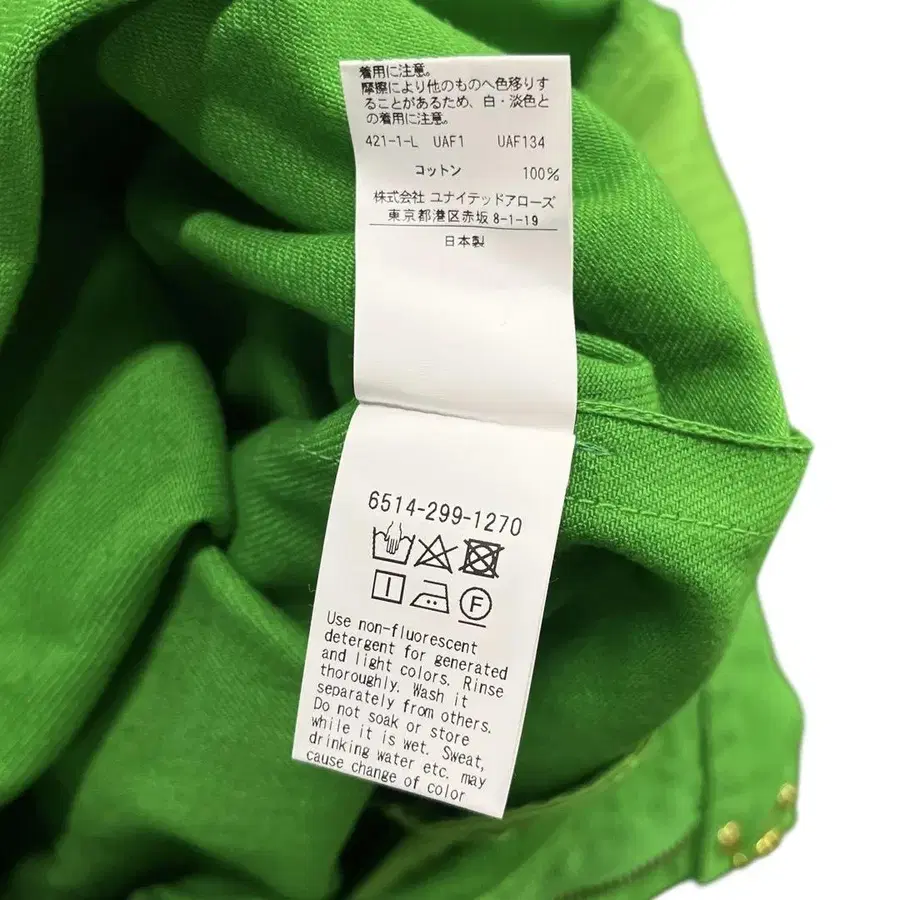 着用に注意。
摩擦により他のものへ色移りす
ることがあるため、白・淡色と
の着用に注意。
421-1-L UAF1 UAF134
コットン 100%
株式会社 ユナイテッドアローズ
東京都港区赤坂 8-1-19
日本製
6514-299-1270
F
Use non-fluorescent
detergent for generated
and light colors. Rinse
thoroughly. Wash it
separately from others.
Do not soak or store
while it is wet. Sweat,
drinking water etc. may
cause change of color